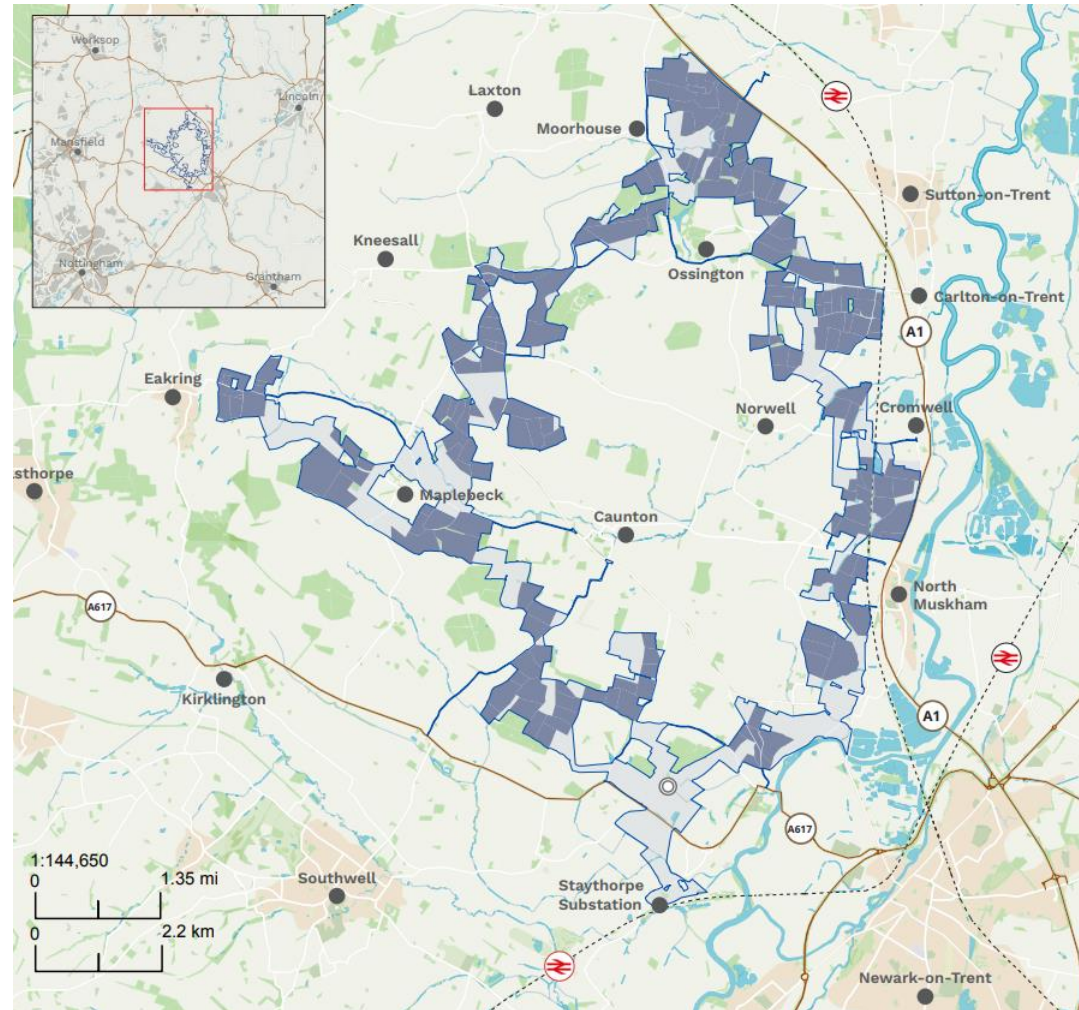 Worksop
Lincoln
Mansfield
Nottingham
Grantham
Laxton
Moorhouse
Sutton-on-Trent
Kneesall
Ossington
Carlton-on-Trent
A1
Eakring
Norwell
Cromwell
sthorpe
Maplebeck
Caunton
A617
North
Muskham
Kirklington
A1
A617
1:144,650
0
1.35 mi
0
2.2 km
Southwell
Staythorpe
Substation
Newark-on-Trent